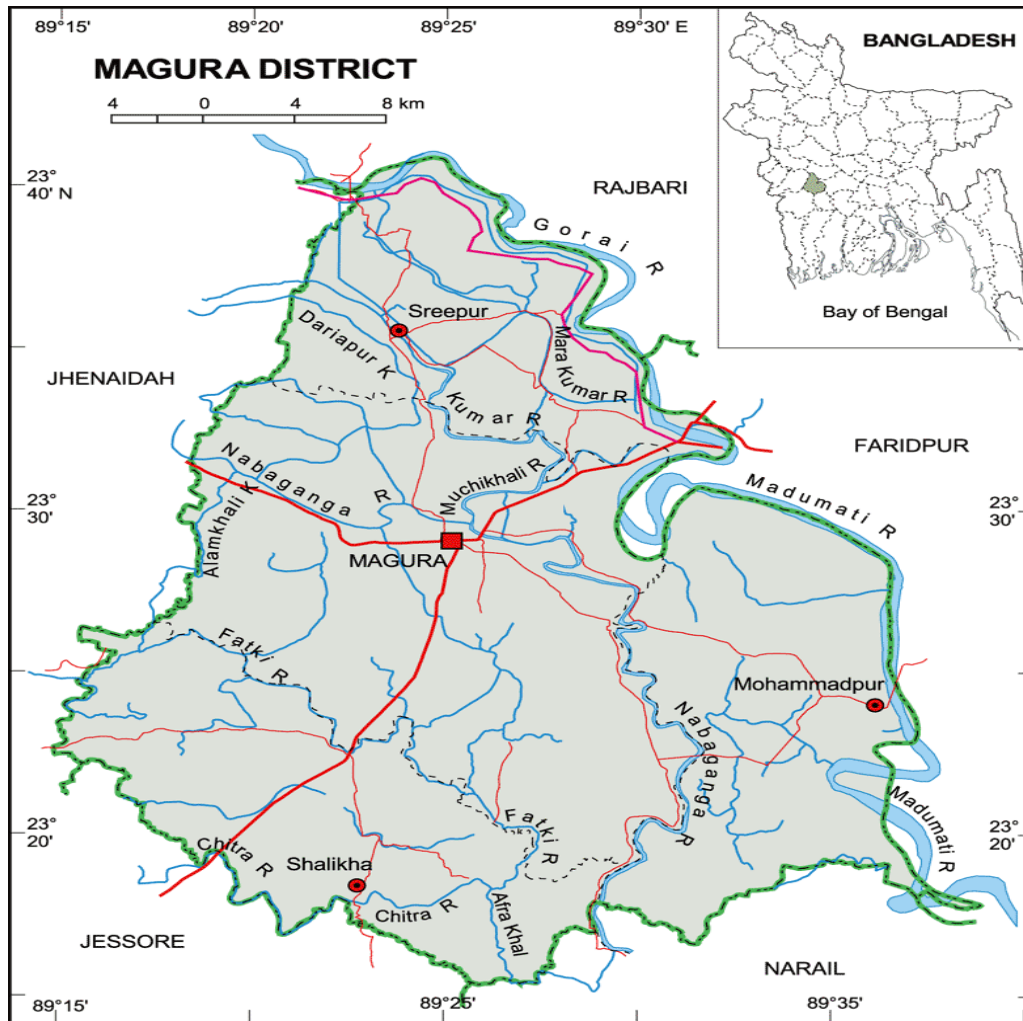 89°15'
89°20'
89°25'
89°30' E
BANGLADESH
MAGURA DISTRICT
4 0 4 8 km
23°
40' N
RAJBARI
Gorai R
Bay of Bengal
Sreepur
Dariapur K
Mara Kumar R
JHENAIDAH
Kumar R
FARIDPUR
Nabaganga R
Muchikhali R
Madumati R
23°
30'
23°
30'
Alamkhali K
MAGURA
Fatki R
Mohammadpur
Nabaganga R
Madumati R
23°
20'
23°
20'
Fatki R
Chitra R
Shalikha
Chitra R
Afra Khal
JESSORE
NARAIL
89°15'
89°25'
89°35'